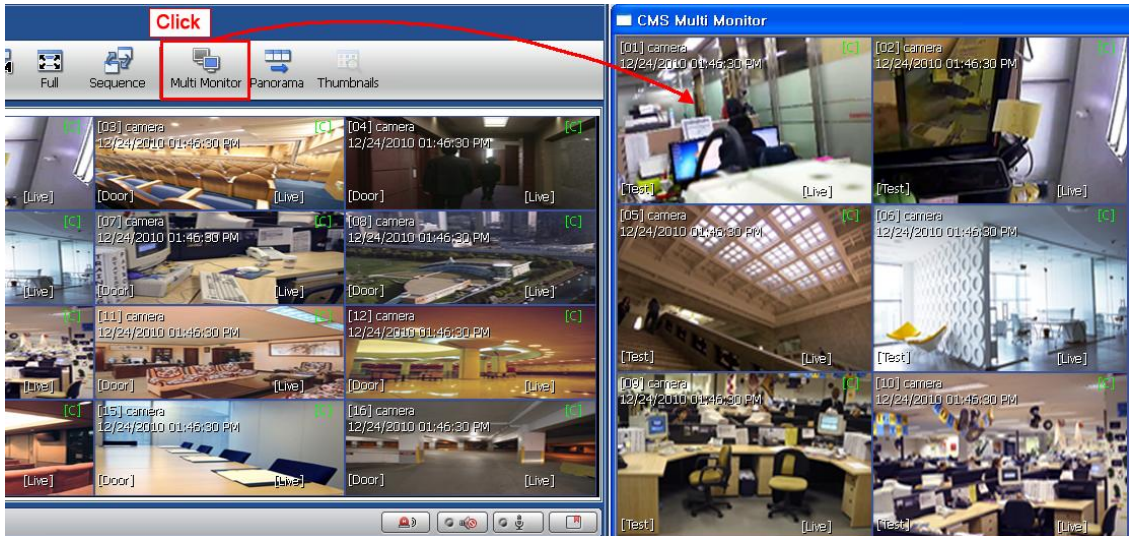 Click
CMS Multi Monitor
Full
Sequence
Multi Monitor
Panorama
Thumbnails
[C]
[Live]
[03] camera
[C]
12/24/2010 01:46:30 PM
[Door]
[Live]
[04] camera
[C]
12/24/2010 01:46:30 PM
[Door]
[Live]
[C]
[Live]
[07] camera
[C]
12/24/2010 01:46:30 PM
[Door]
[Live]
[08] camera
[C]
12/24/2010 01:46:30 PM
[Door]
[Live]
[C]
[Live]
[11] camera
[C]
12/24/2010 01:46:30 PM
[Door]
[Live]
[12] camera
[C]
12/24/2010 01:46:30 PM
[Door]
[Live]
[C]
[Live]
[15] camera
[C]
12/24/2010 01:46:30 PM
[Door]
[Live]
[16] camera
[C]
12/24/2010 01:46:30 PM
[Door]
[Live]
[01] camera
[C]
12/24/2010 01:46:30 PM
[Test]
[Live]
[02] camera
[C]
12/24/2010 01:46:30 PM
[Test]
[Live]
[05] camera
[C]
12/24/2010 01:46:30 PM
[Test]
[Live]
[06] camera
[C]
12/24/2010 01:46:30 PM
[Test]
[Live]
[09] camera
[C]
12/24/2010 01:46:30 PM
[Test]
[Live]
[10] camera
[C]
12/24/2010 01:46:30 PM
[Test]
[Live]